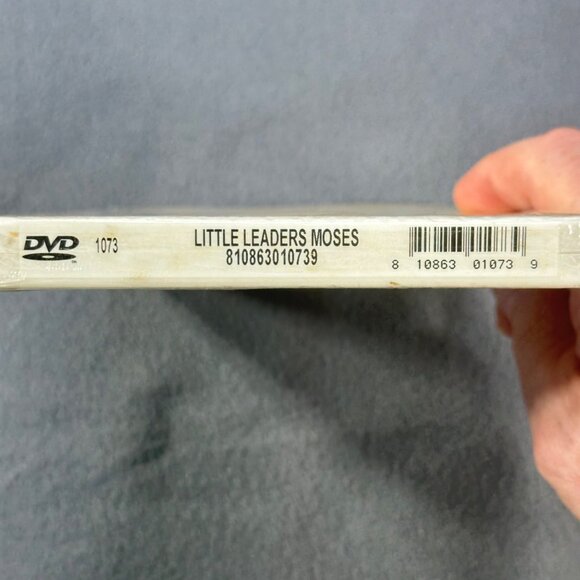 DVD
1073
LITTLE LEADERS MOSES
810863010739
8 10863 01073 9